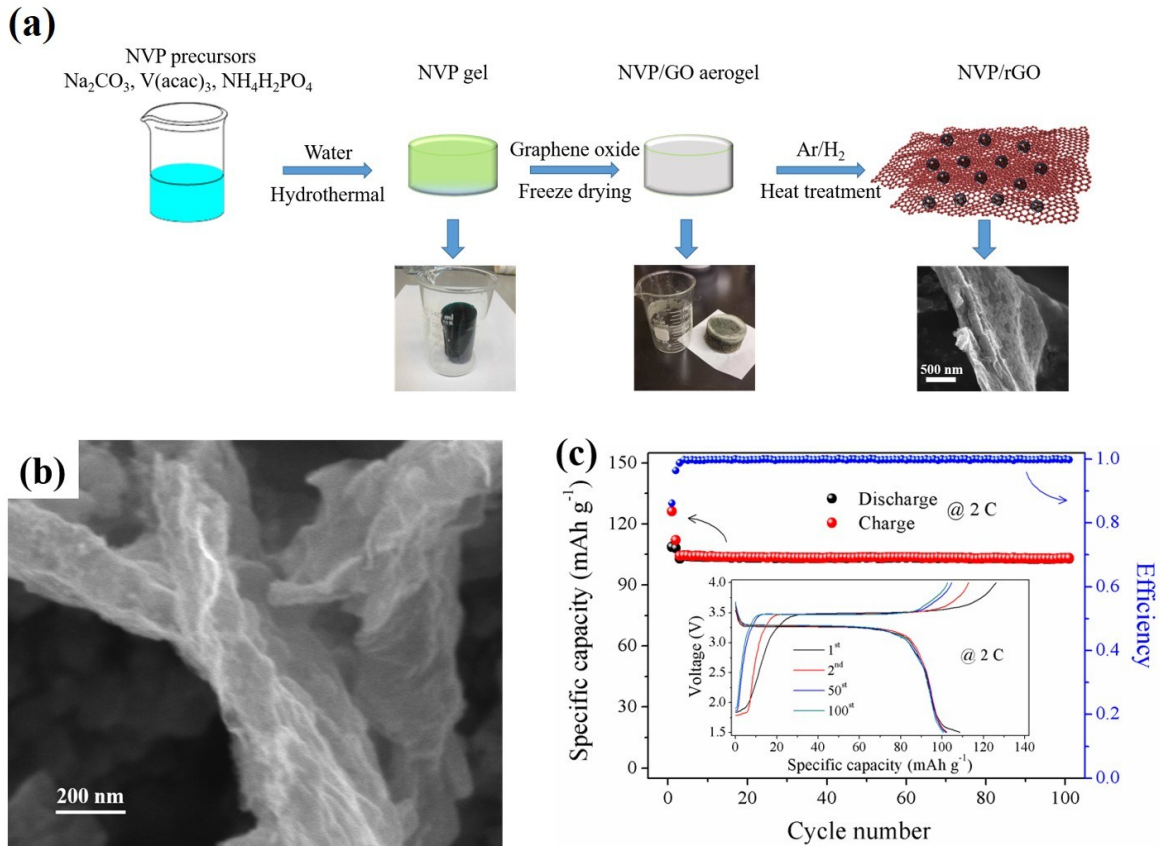 (a)
NVP precursors
Na₂CO₃, V(acac)₃, NH₄H₂PO₄
NVP gel
NVP/GO aerogel
NVP/rGO
Water
Hydrothermal
Graphene oxide
Freeze drying
Ar/H₂
Heat treatment
500 nm
(b)
200 nm
(c)
Specific capacity (mAh g⁻¹)
150
120
90
60
30
0
Discharge
Charge
@ 2 C
1.0
0.8
0.6
0.4
0.2
0.0
Efficiency
0
20
40
60
80
100
Cycle number
Voltage (V)
4.0
3.5
3.0
2.5
2.0
1.5
1ˢᵗ
2ⁿᵈ
50ˢᵗ
100ˢᵗ
@ 2 C
0
20
40
60
80
100
120
140
Specific capacity (mAh g⁻¹)